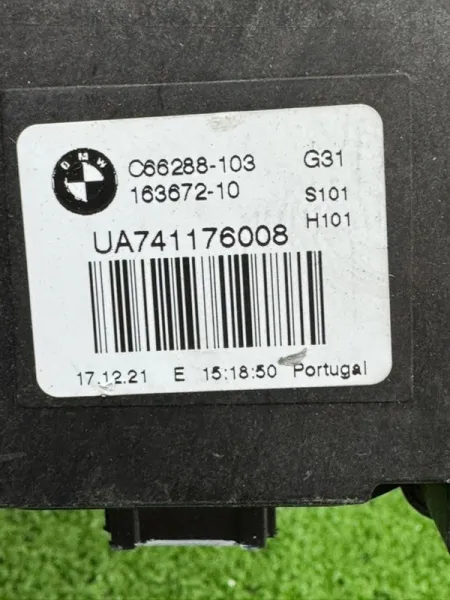 BMW
C66288-103 G31
163672-10 S101
H101
UA741176008
17.12.21 E 15:18:50 Portugal